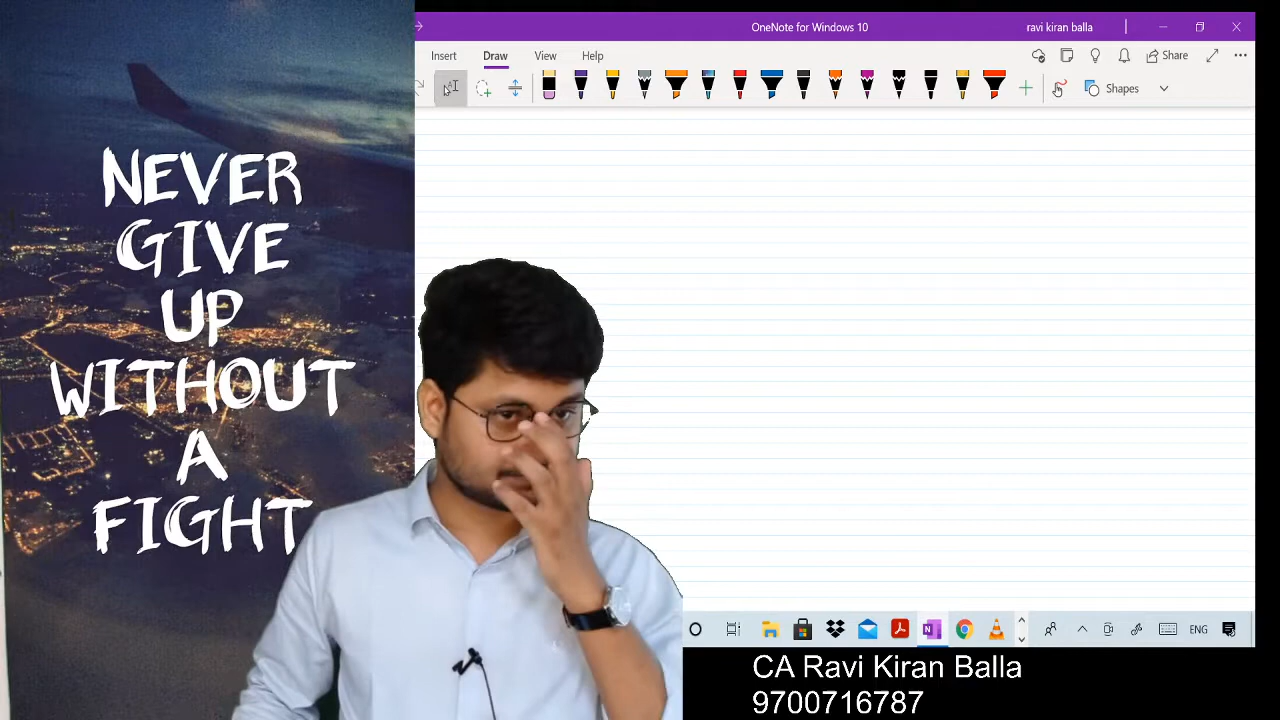 NEVER
GIVE
UP
WITHOUT
A
FIGHT
OneNote for Windows 10
ravi kiran balla
Insert Draw View Help
Share
Shapes
ENG
CA Ravi Kiran Balla
9700716787